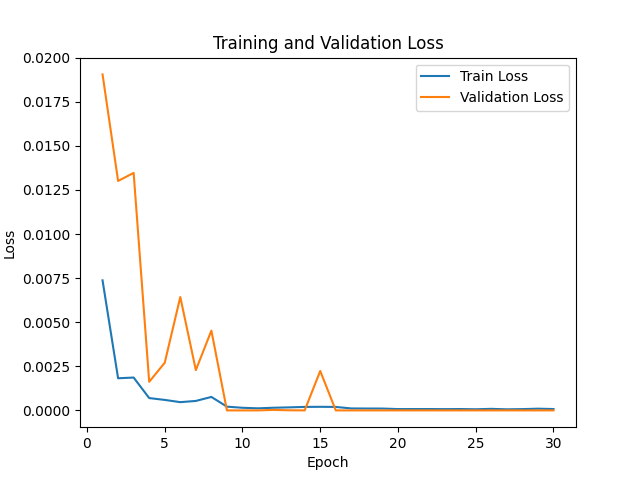 Training and Validation Loss
Train Loss
Validation Loss
0.0200
0.0175
0.0150
0.0125
0.0100
0.0075
0.0050
0.0025
0.0000
Loss
0 5 10 15 20 25 30
Epoch